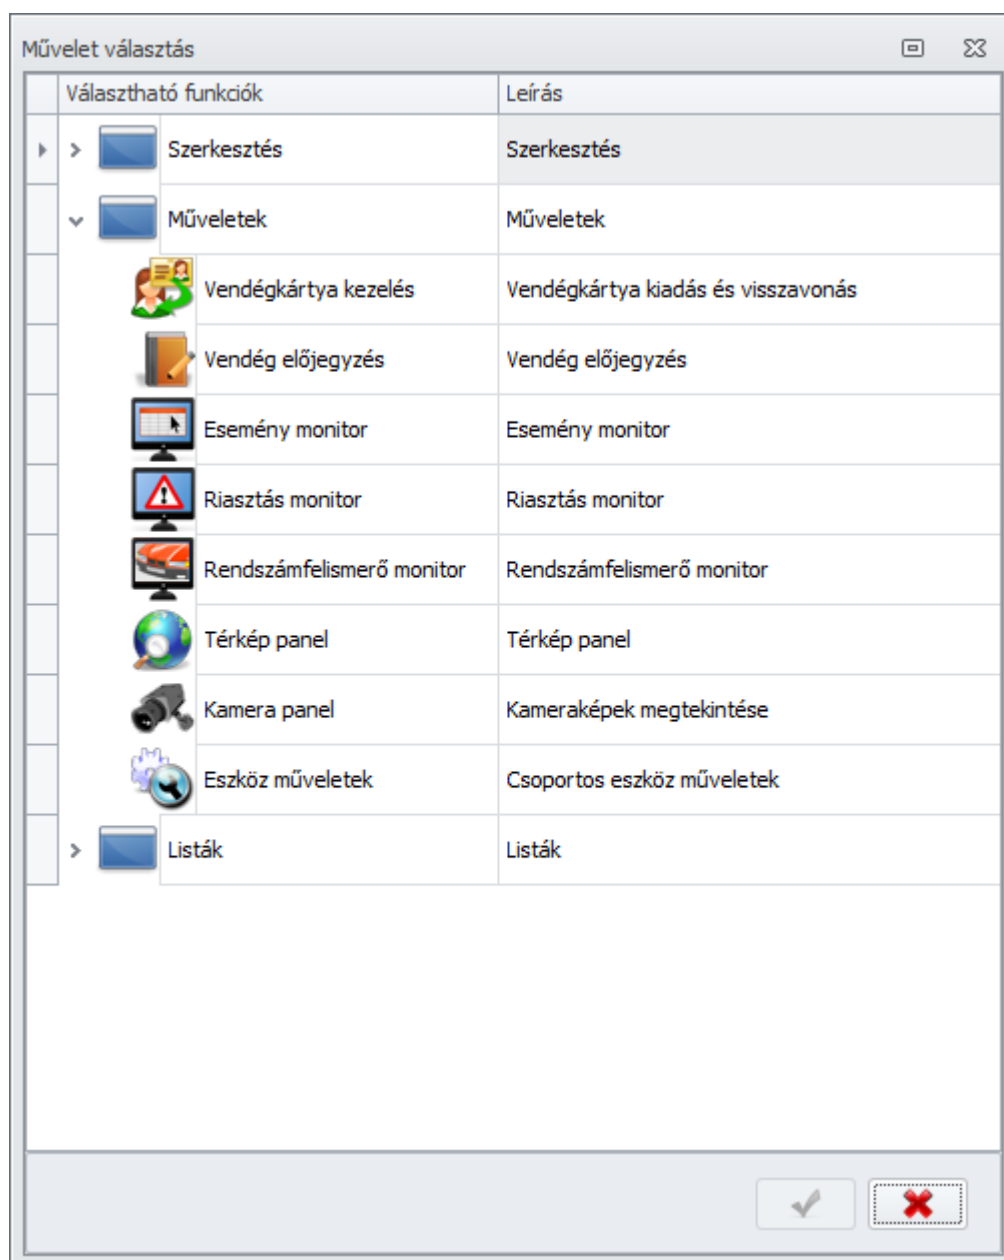 Művelet választás
Választható funkciók Leírás
Szerkesztés Szerkesztés
Műveletek Műveletek
Vendégkártya kezelés Vendégkártya kiadás és visszavonás
Vendég előjegyzés Vendég előjegyzés
Esemény monitor Esemény monitor
Riasztás monitor Riasztás monitor
Rendszámfelismerő monitor Rendszámfelismerő monitor
Térkép panel Térkép panel
Kamera panel Kameraképek megtekintése
Eszköz műveletek Csoportos eszköz műveletek
Listák Listák